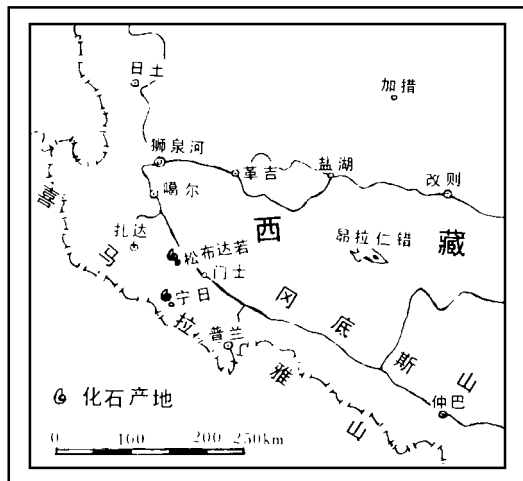 日土
加措
狮泉河
革吉
盐湖
改则
噶尔
扎达
松布达若
门士
宁日
普兰
昂拉仁错
仲巴
西藏
喜马拉雅山
冈底斯山
化石产地
0 100 200 250km